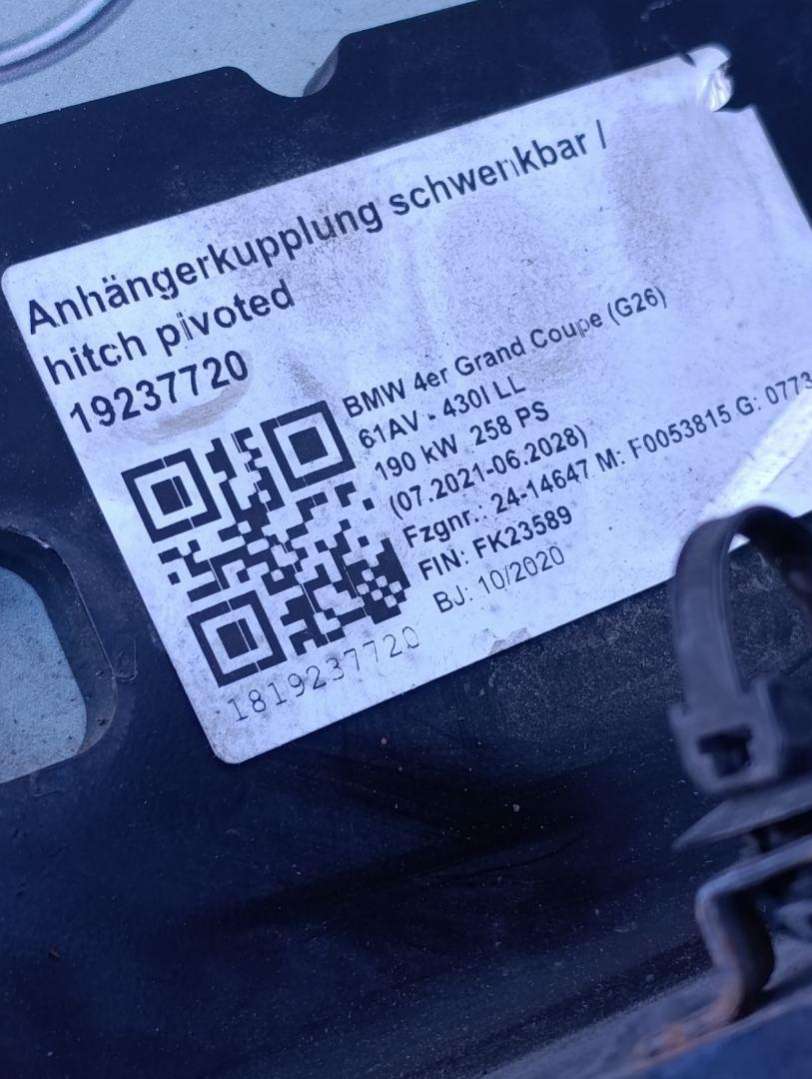 Anhängerkupplung schwenkbar /
hitch pivoted
19237720
BMW 4er Grand Coupe (G26)
61AV - 430I LL
190 kW 258 PS
(07.2021-06.2028)
Fzgnr.: 24-14647 M: F0053815 G: 0773
FIN: FK23589
BJ: 10/2020
1819237720